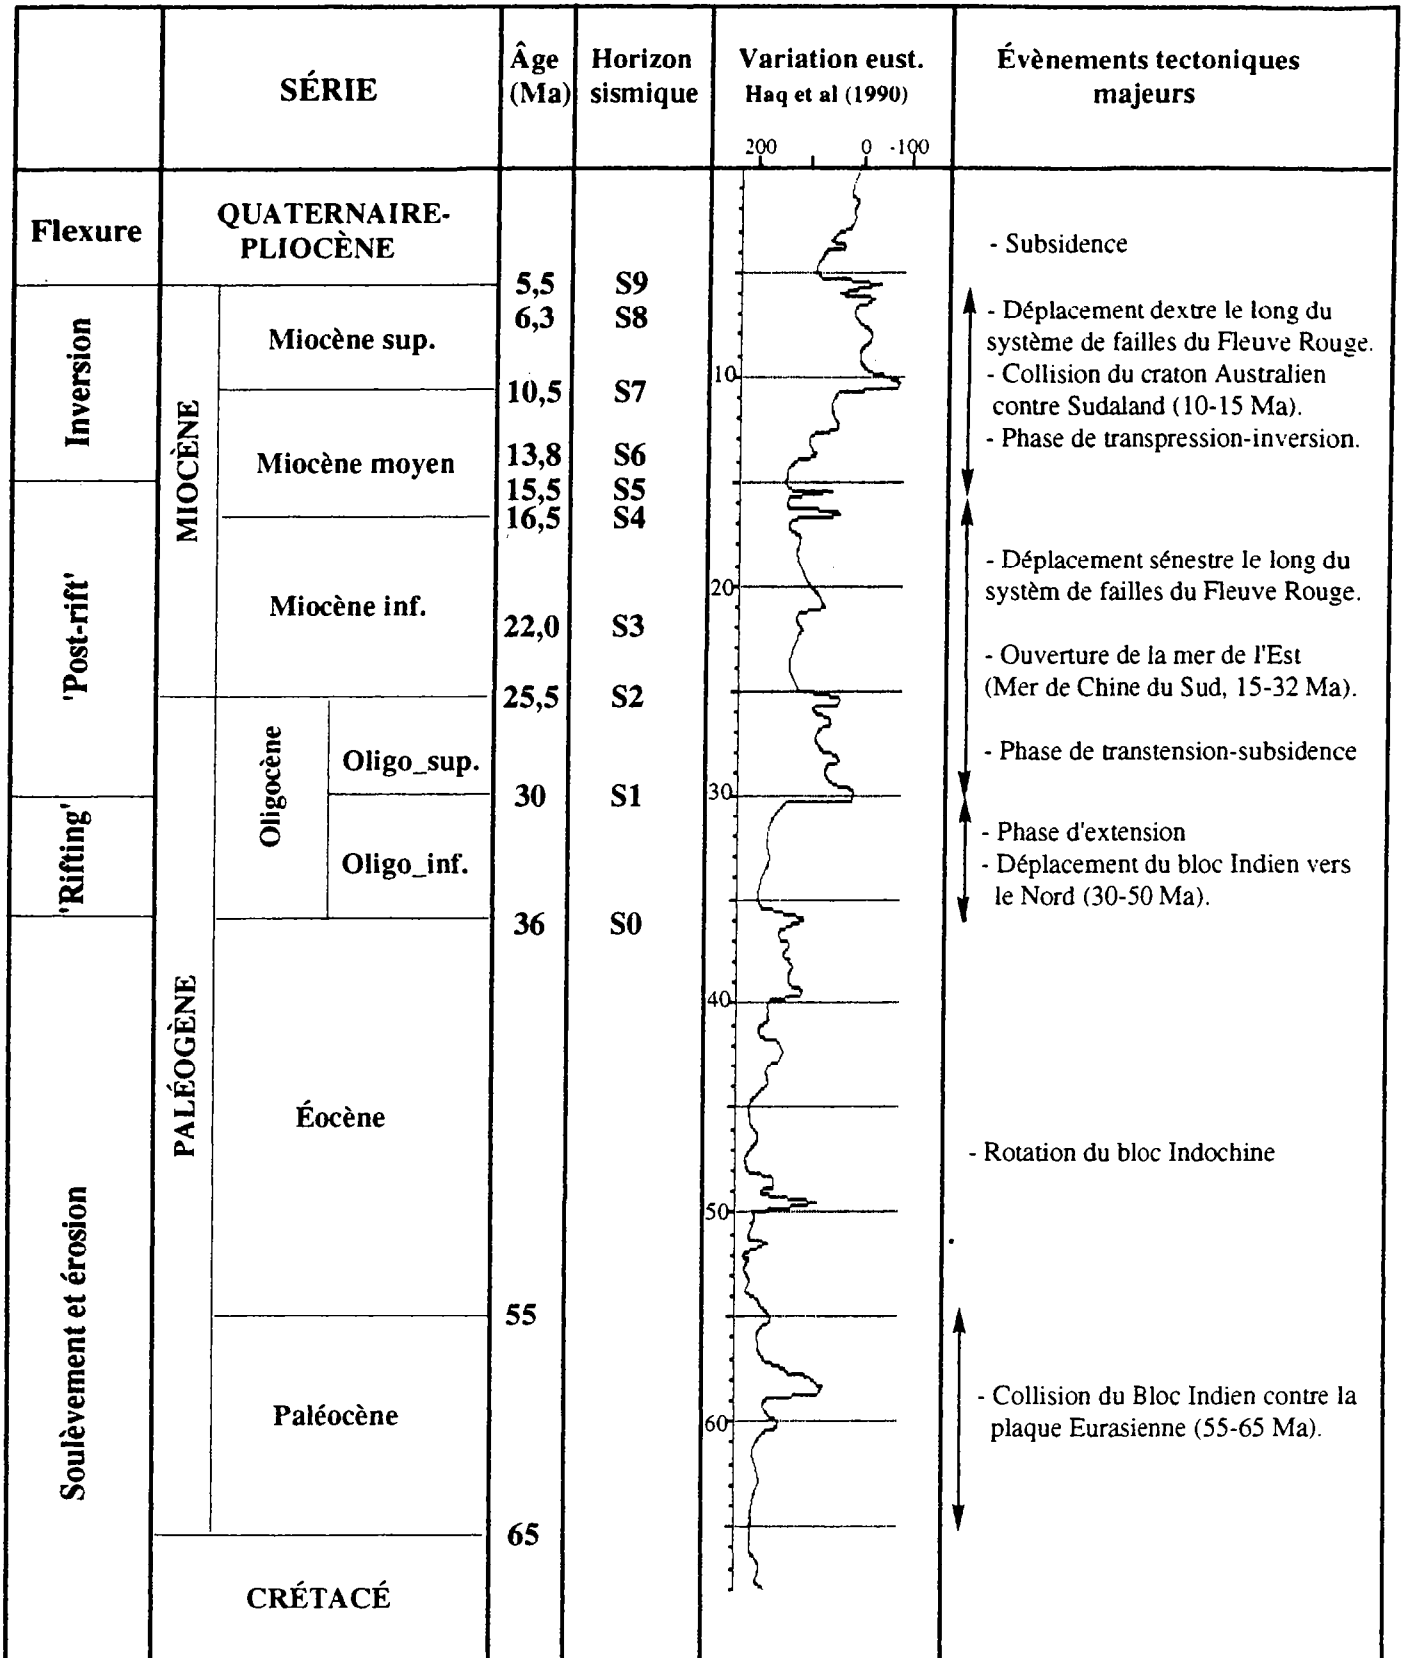 SÉRIE
Âge
(Ma)
Horizon
sismique
Variation eust.
Haq et al (1990)
200 0 -100
Évènements tectoniques
majeurs
Flexure
QUATERNAIRE-
PLIOCÈNE
- Subsidence
Inversion
MIOCÈNE
5,5 S9
6,3 S8
Miocène sup.
10,5 S7
10
Miocène moyen
13,8 S6
15,5 S5
16,5 S4
- Déplacement dextre le long du
système de failles du Fleuve Rouge.
- Collision du craton Australien
contre Sudaland (10-15 Ma).
- Phase de transpression-inversion.
'Post-rift'
Miocène inf.
20
22,0 S3
25,5 S2
- Déplacement sénestre le long du
systèm de failles du Fleuve Rouge.
- Ouverture de la mer de l'Est
(Mer de Chine du Sud, 15-32 Ma).
- Phase de transtension-subsidence
PALÉOGÈNE
Oligocène
Oligo_sup.
30 S1
30
'Rifting'
Oligo_inf.
- Phase d'extension
- Déplacement du bloc Indien vers
le Nord (30-50 Ma).
36 S0
40
Soulèvement et érosion
Éocène
- Rotation du bloc Indochine
50
55
Paléocène
- Collision du Bloc Indien contre la
plaque Eurasienne (55-65 Ma).
60
65
CRÉTACÉ